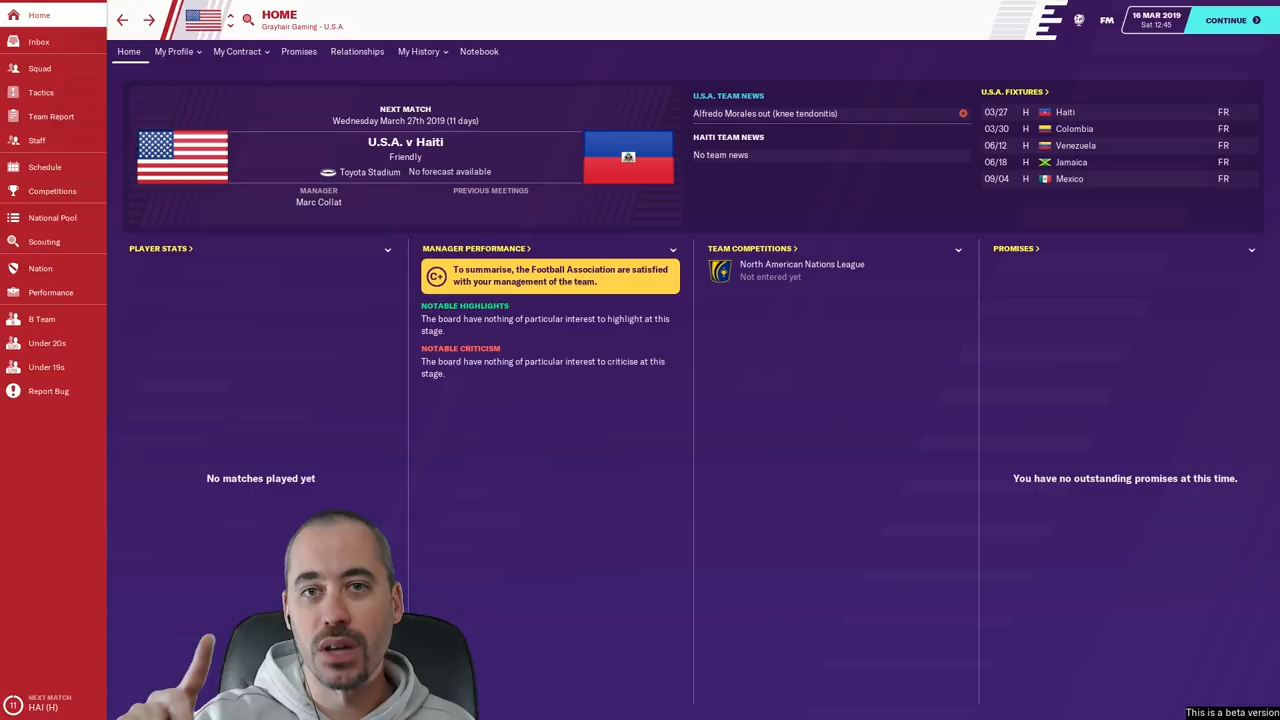 Home
Inbox
Squad
Tactics
Team Report
Staff
Schedule
Competitions
National Pool
Scouting
Nation
Performance
B Team
Under 20s
Under 19s
Report Bug
11
NEXT MATCH
HAI (H)
HOME
Grayhair Gaming - U.S.A.
FM
16 MAR 2019
Sat 12:45
CONTINUE
Home
My Profile
My Contract
Promises
Relationships
My History
Notebook
NEXT MATCH
Wednesday March 27th 2019 (11 days)
U.S.A. v Haiti
Friendly
Toyota Stadium No forecast available
MANAGER
Marc Collat
PREVIOUS MEETINGS
U.S.A. TEAM NEWS
Alfredo Morales out (knee tendonitis)
HAITI TEAM NEWS
No team news
U.S.A. FIXTURES >
03/27 H Haiti FR
03/30 H Colombia FR
06/12 H Venezuela FR
06/18 H Jamaica FR
09/04 H Mexico FR
PLAYER STATS >
No matches played yet
MANAGER PERFORMANCE >
C+
To summarise, the Football Association are satisfied
with your management of the team.
NOTABLE HIGHLIGHTS
The board have nothing of particular interest to highlight at this
stage.
NOTABLE CRITICISM
The board have nothing of particular interest to criticise at this
stage.
TEAM COMPETITIONS >
North American Nations League
Not entered yet
PROMISES >
You have no outstanding promises at this time.
This is a beta version